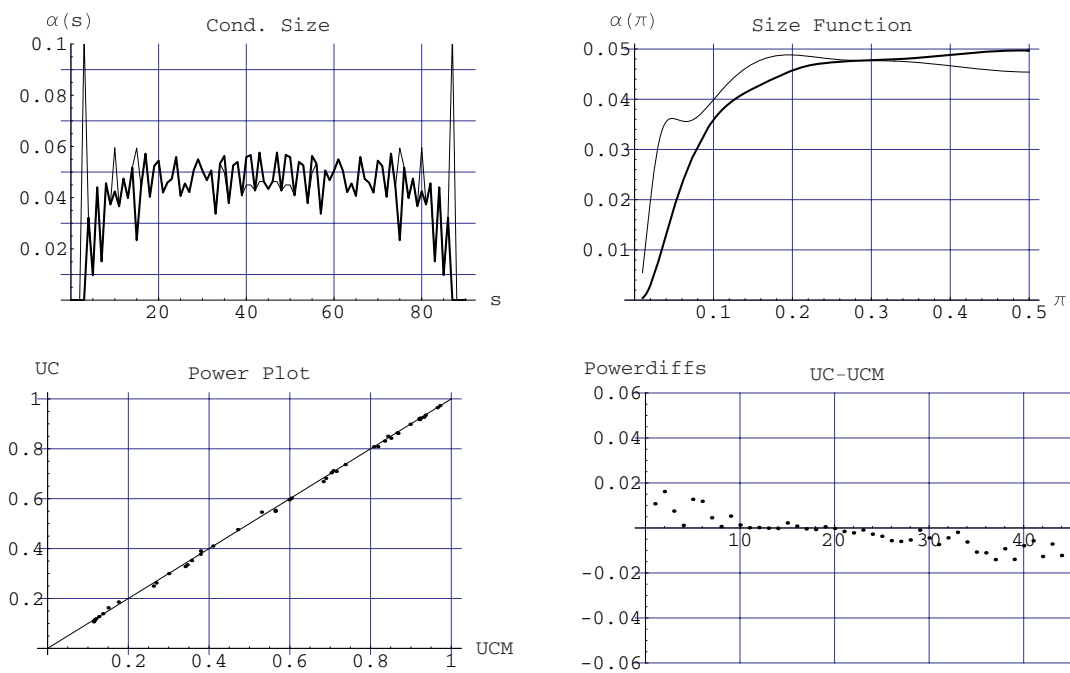 α(s)
Cond. Size
0.1
0.08
0.06
0.04
0.02
20 40 60 80
s
α(π)
Size Function
0.05
0.04
0.03
0.02
0.01
0.1 0.2 0.3 0.4 0.5
π
UC
Power Plot
1
0.8
0.6
0.4
0.2
0.2 0.4 0.6 0.8 1
UCM
Powerdiffs
UC-UCM
0.06
0.04
0.02
-0.02
-0.04
-0.06
10 20 30 40